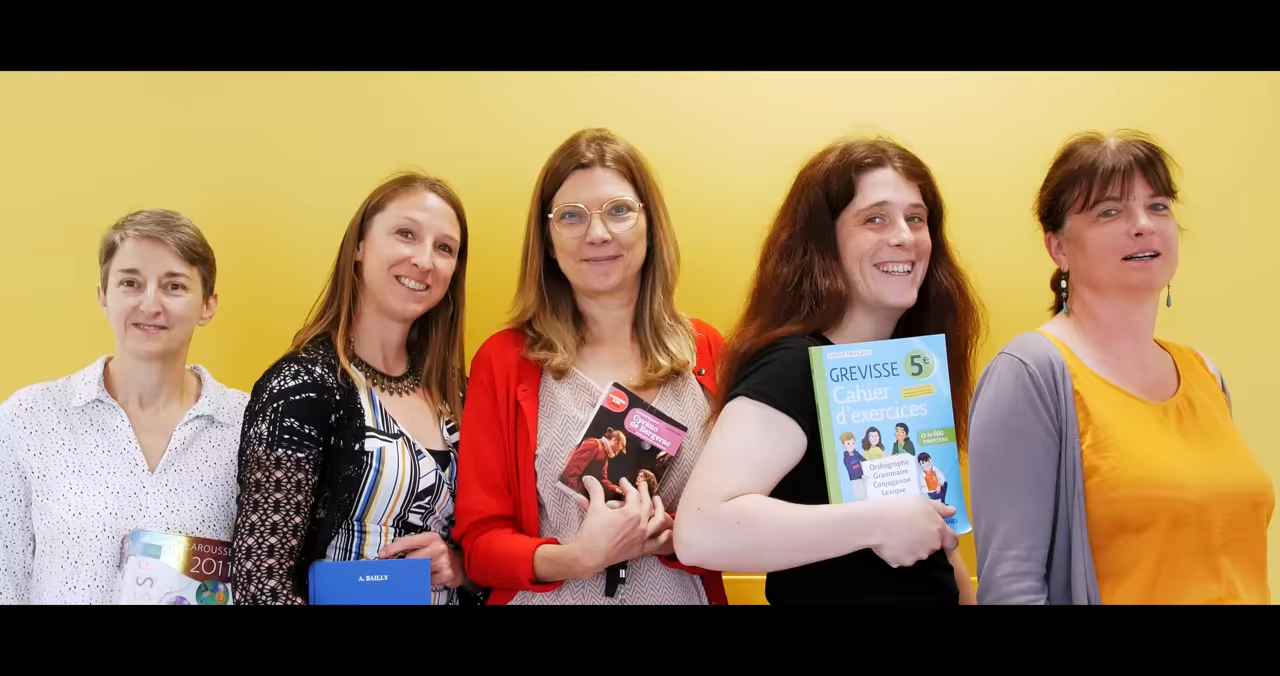 LAROUSSE
2011
A. BAILLY
Cyrano
de Bergerac
GREVISSE 5e
Cahier
d'exercices
Orthographe
Grammaire
Conjugaison
Lexique